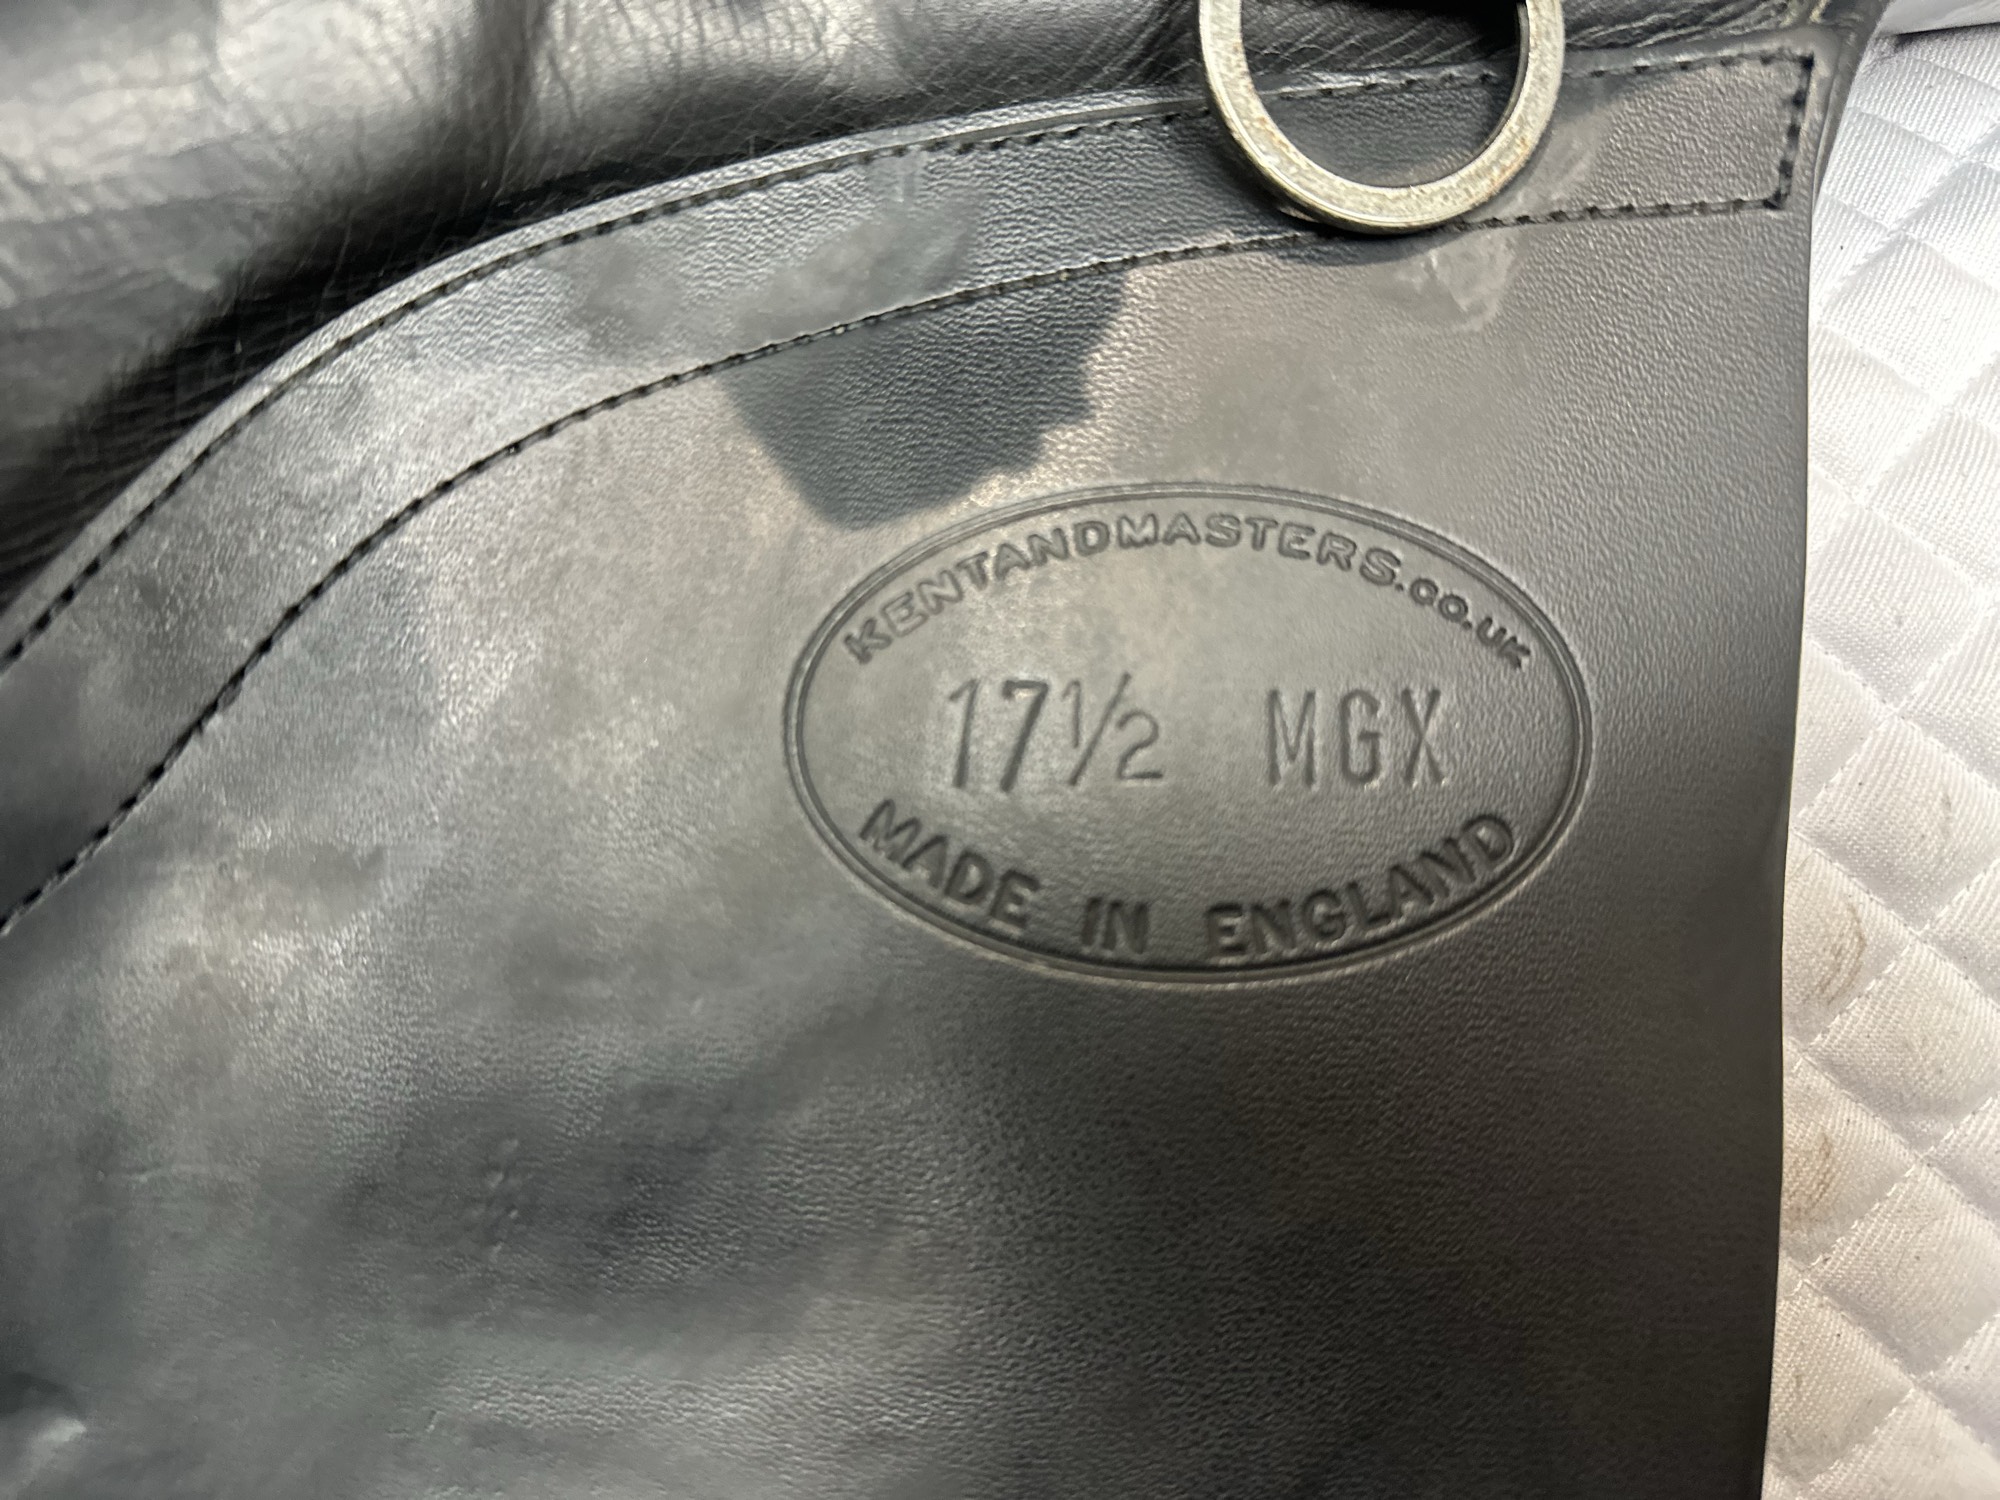 KENTANDMASTERS.CO.UK
17½ MGX
MADE IN ENGLAND